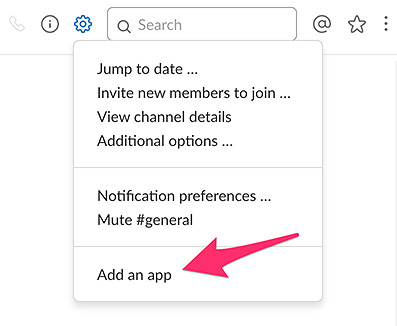 Search
Jump to date ...
Invite new members to join ...
View channel details
Additional options ...
Notification preferences ...
Mute #general
Add an app